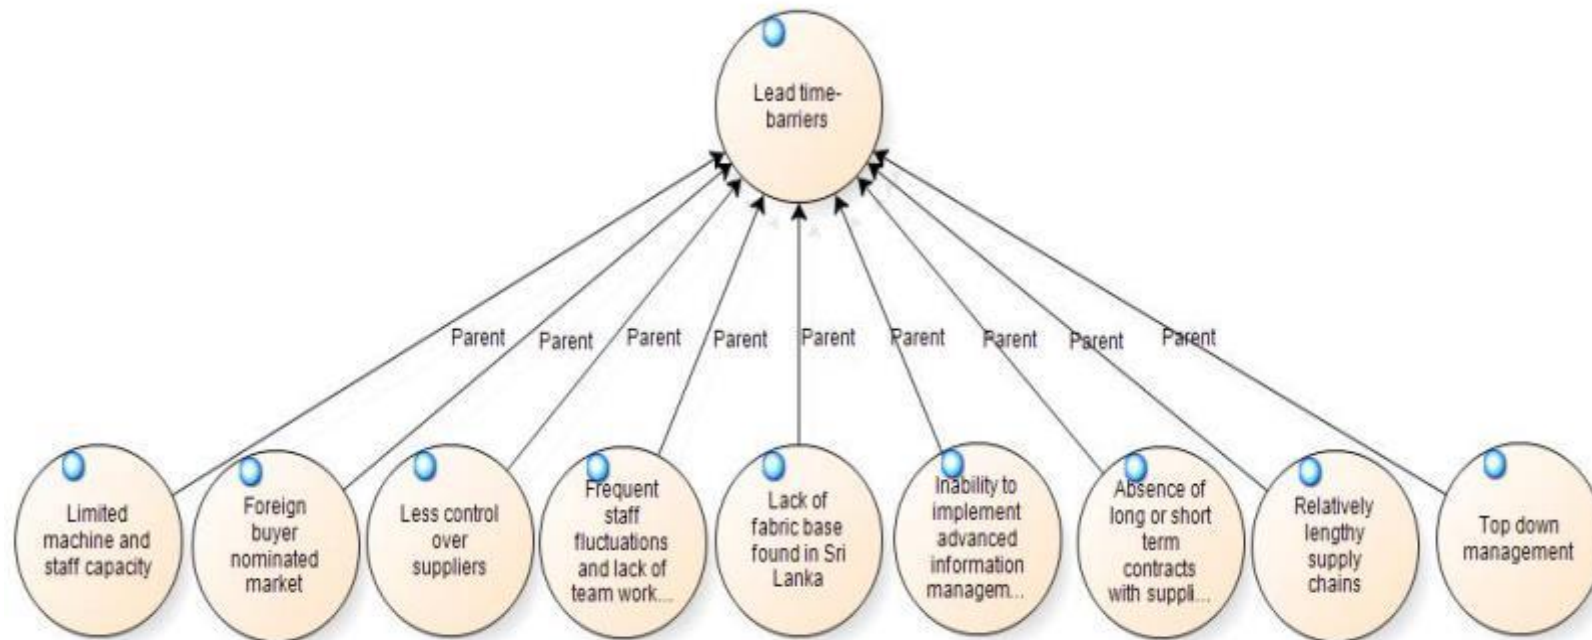 Lead time-
barriers
Parent
Parent
Parent
Parent
Parent
Parent
Parent
Parent
Parent
Limited
machine and
staff capacity
Foreign
buyer
nominated
market
Less control
over
suppliers
Frequent
staff
fluctuations
and lack of
team work....
Lack of
fabric base
found in Sri
Lanka
Inability to
implement
advanced
information
managem...
Absence of
long or short
term
contracts
with suppli...
Relatively
lengthy
supply
chains
Top down
management